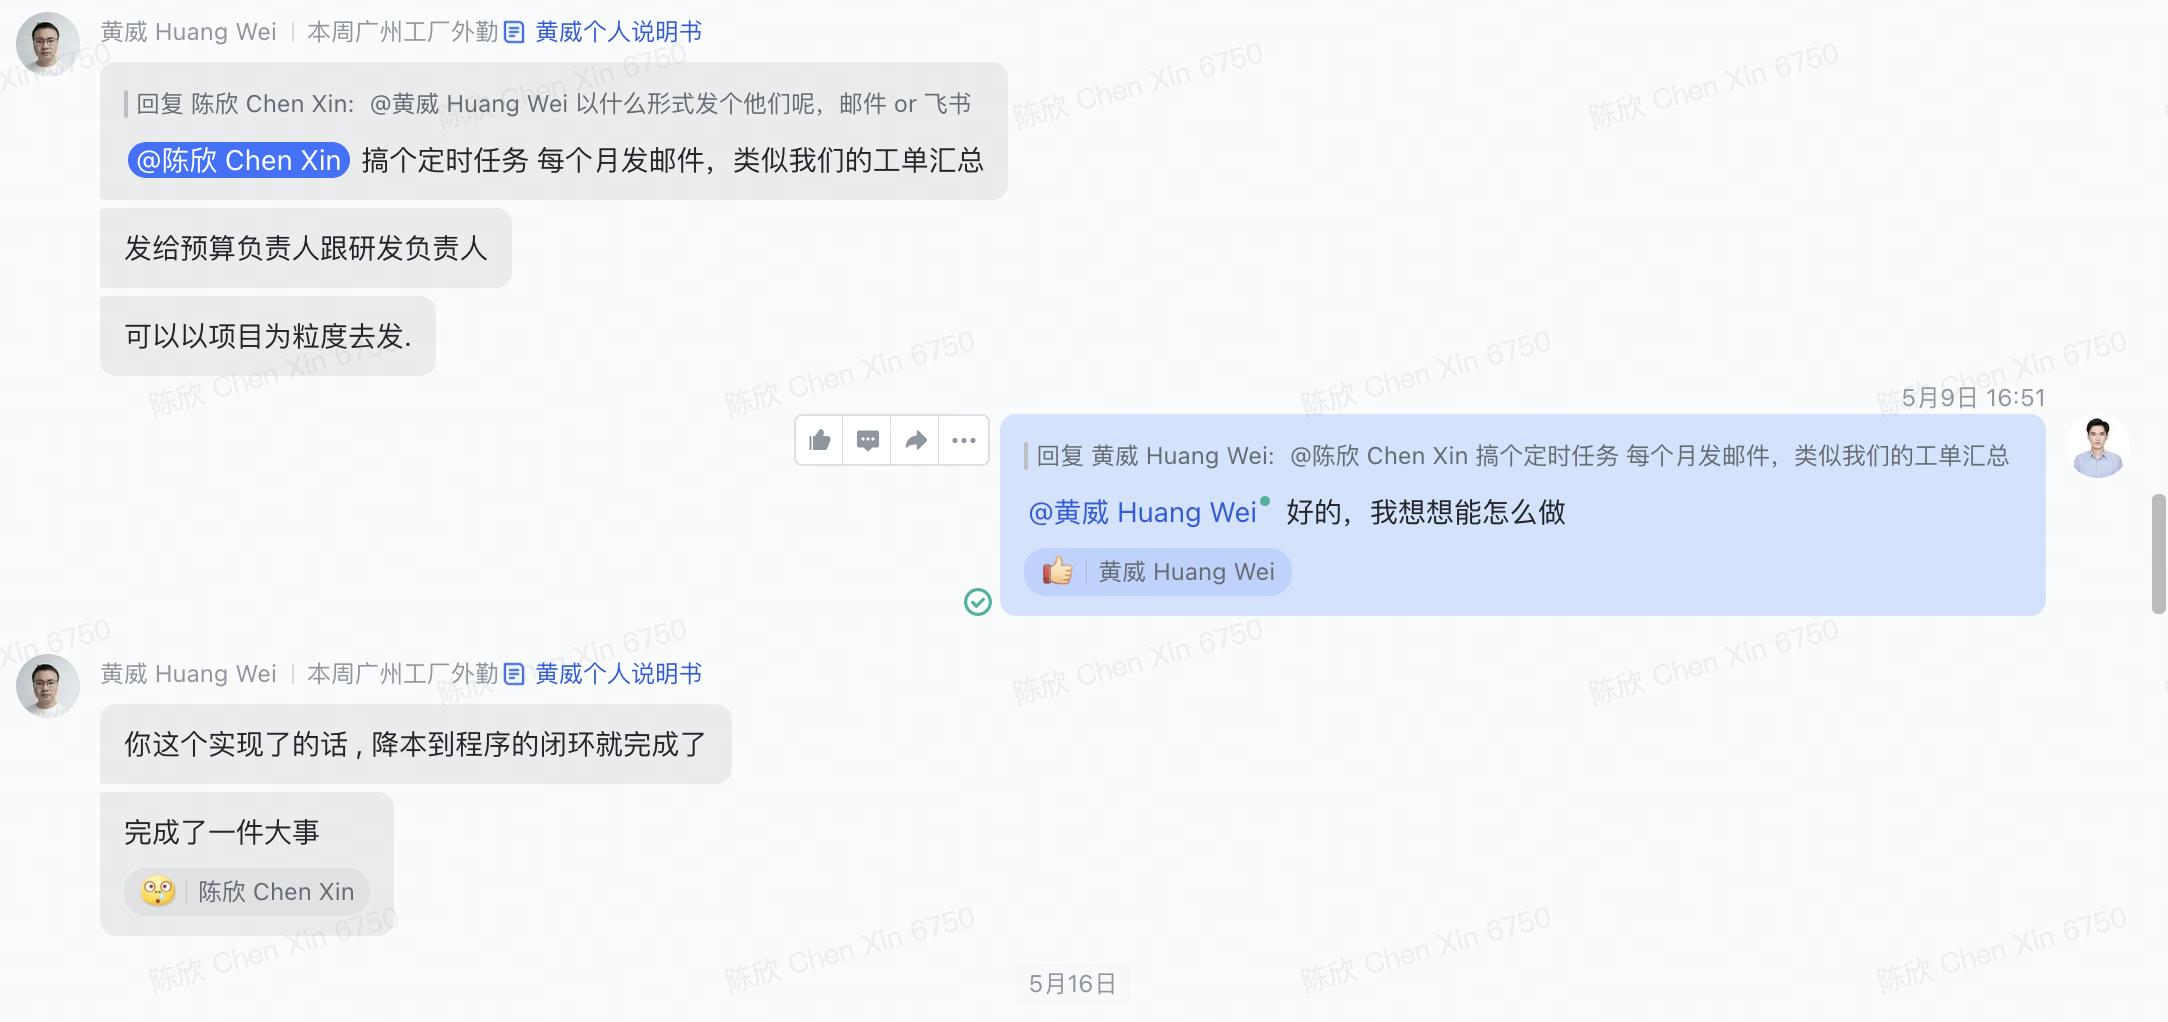 黄威 Huang Wei | 本周广州工厂外勤 黄威个人说明书
回复 陈欣 Chen Xin: @黄威 Huang Wei 以什么形式发个他们呢，邮件 or 飞书
@陈欣 Chen Xin 搞个定时任务 每个月发邮件，类似我们的工单汇总
发给预算负责人跟研发负责人
可以以项目为粒度去发.
5月9日 16:51
回复 黄威 Huang Wei: @陈欣 Chen Xin 搞个定时任务 每个月发邮件，类似我们的工单汇总
@黄威 Huang Wei 好的，我想想能怎么做
黄威 Huang Wei
黄威 Huang Wei | 本周广州工厂外勤 黄威个人说明书
你这个实现了的话 , 降本到程序的闭环就完成了
完成了一件大事
陈欣 Chen Xin
5月16日
陈欣 Chen Xin 6750